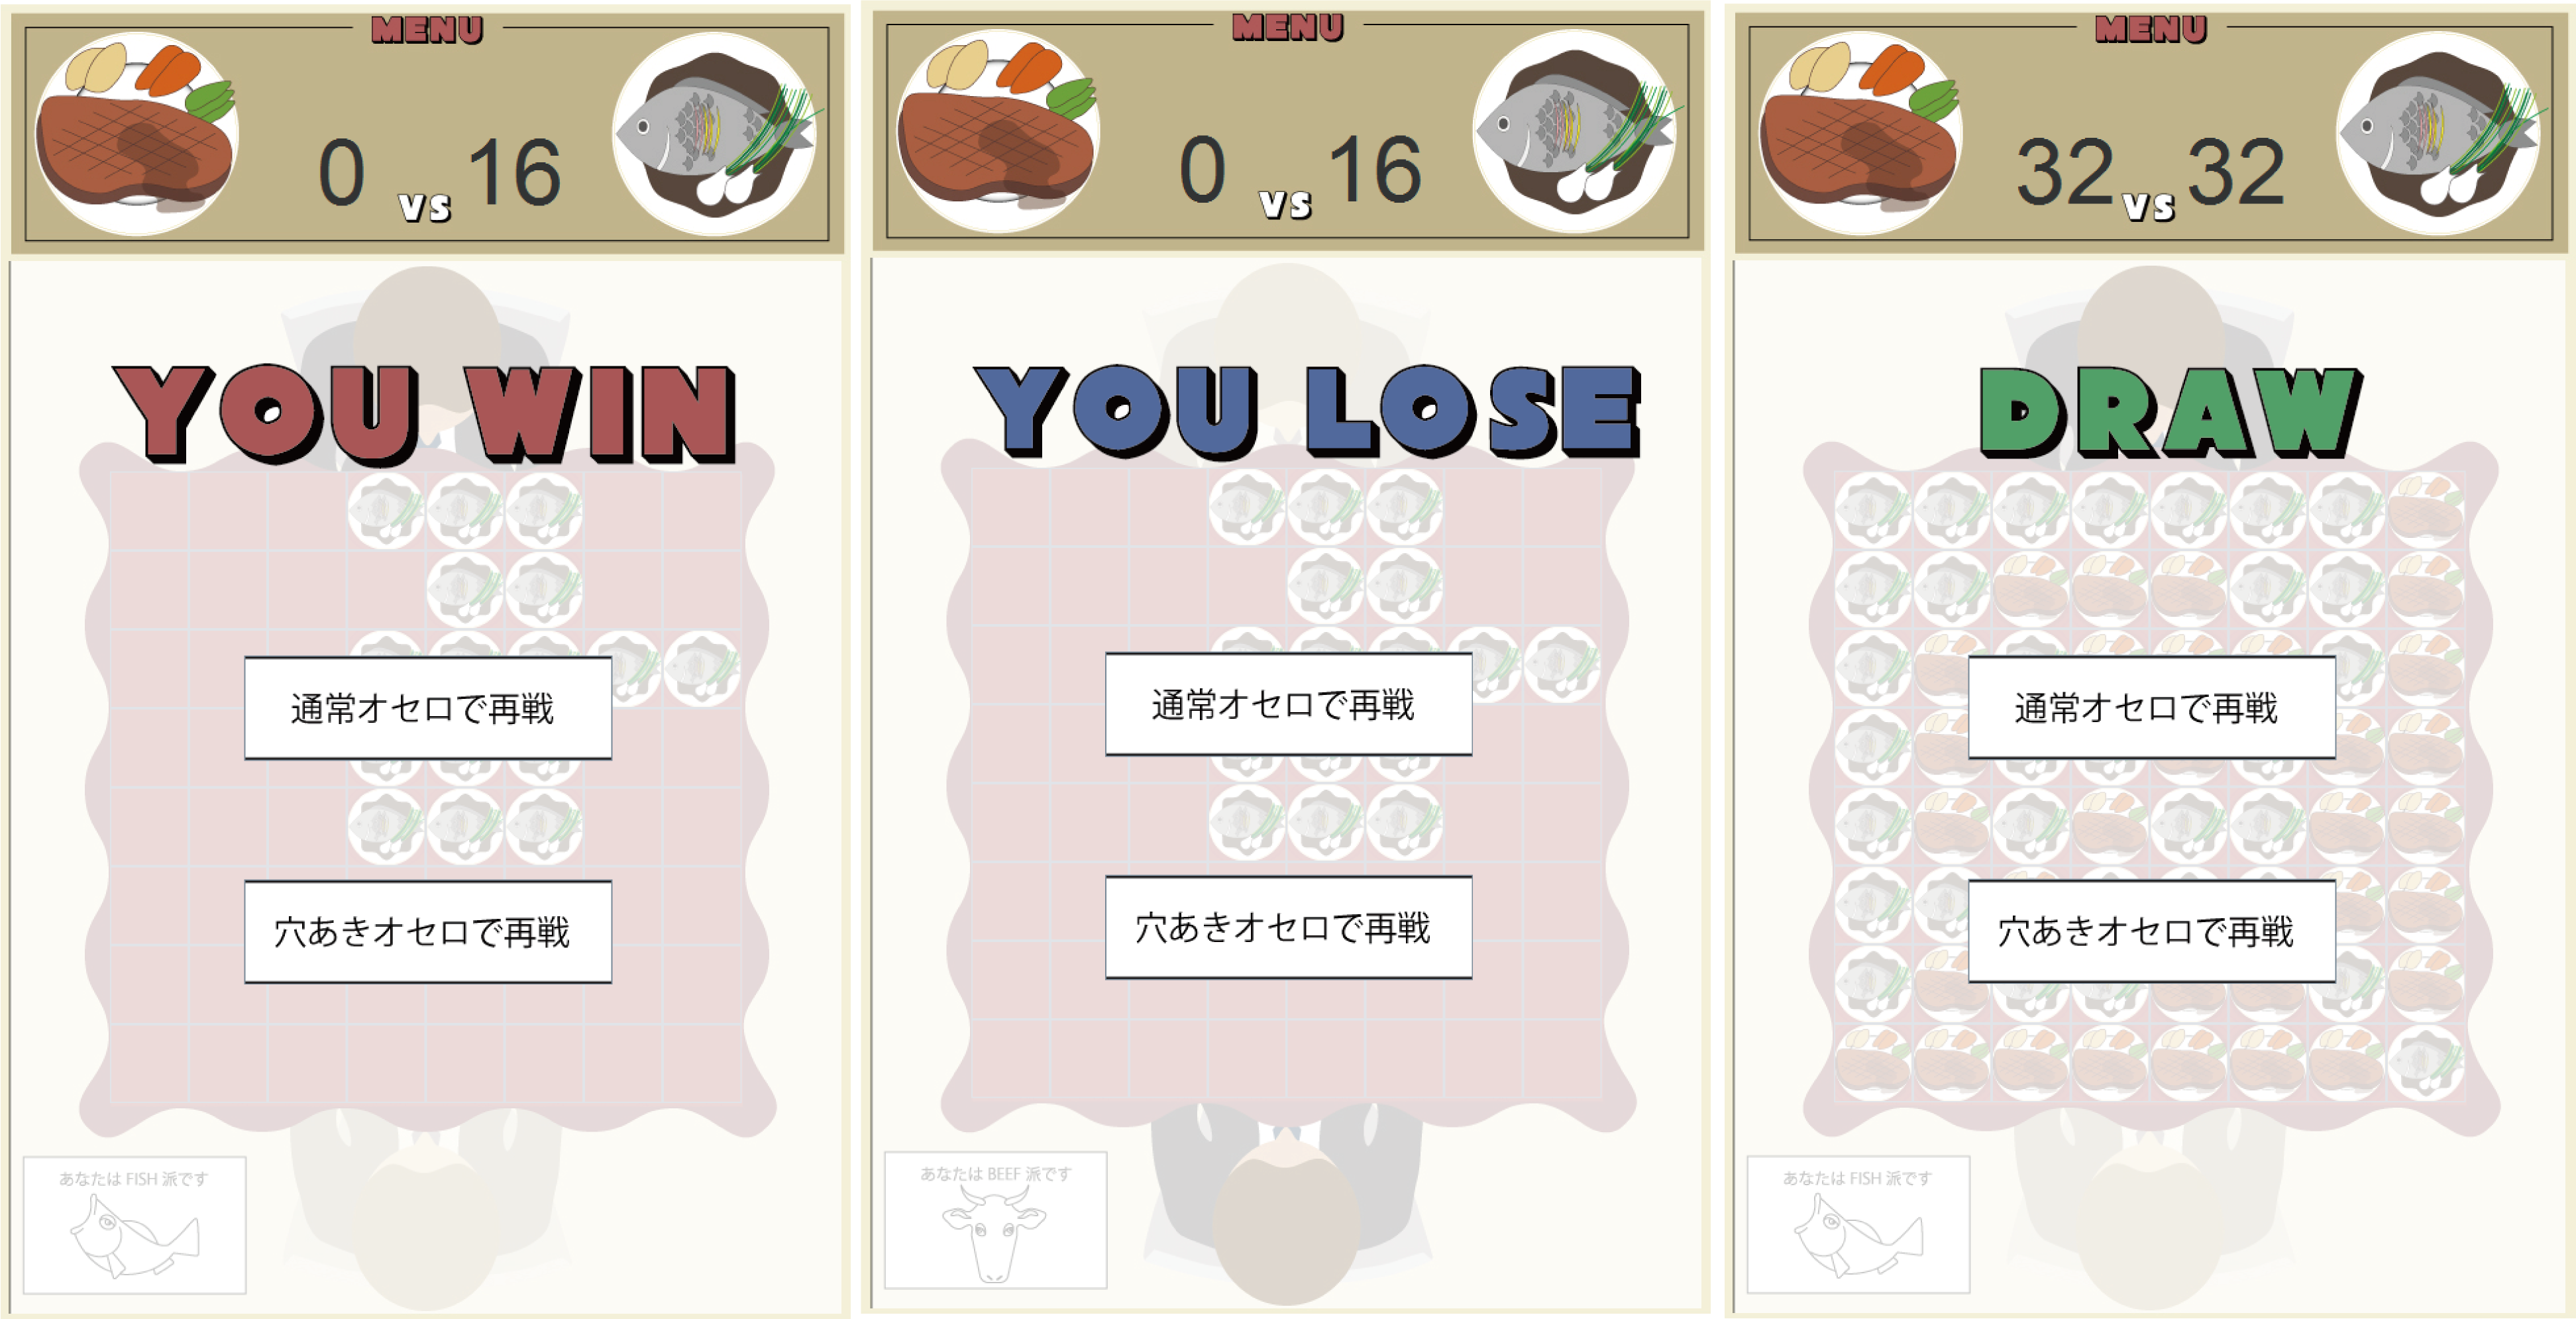 MENU
0 vs 16
YOU WIN
通常オセロで再戦
穴あきオセロで再戦
あなたは FISH 派です
MENU
0 vs 16
YOU LOSE
通常オセロで再戦
穴あきオセロで再戦
あなたは BEEF 派です
MENU
32 vs 32
DRAW
通常オセロで再戦
穴あきオセロで再戦
あなたは FISH 派です